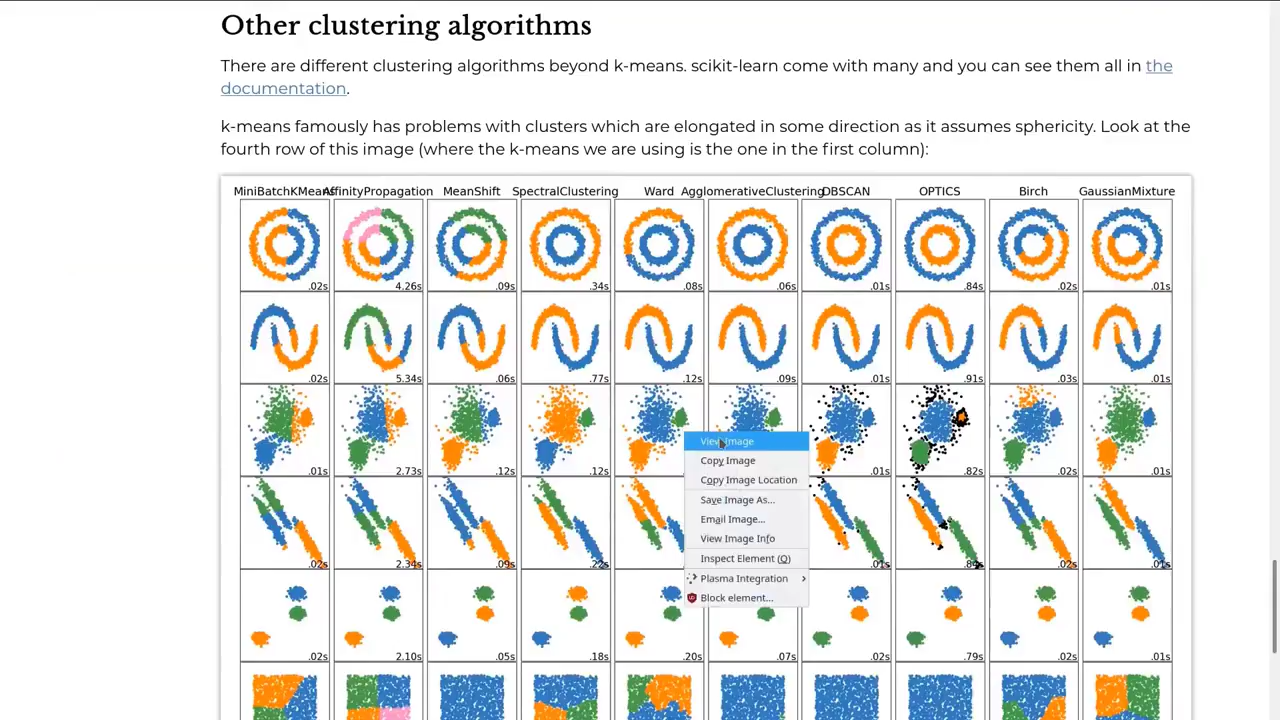 Other clustering algorithms
There are different clustering algorithms beyond k-means. scikit-learn come with many and you can see them all in the
documentation.
k-means famously has problems with clusters which are elongated in some direction as it assumes sphericity. Look at the
fourth row of this image (where the k-means we are using is the one in the first column):
MiniBatchKMeans AffinityPropagation MeanShift SpectralClustering Ward AgglomerativeClustering DBSCAN OPTICS Birch GaussianMixture
.02s 4.26s .09s .34s .08s .06s .01s .84s .02s .01s
.02s 5.34s .06s .77s .12s .09s .01s .91s .03s .01s
.01s 2.73s .12s .12s .01s .82s .02s .01s
.02s 2.34s .09s .22s .01s .02s .01s
.02s 2.10s .05s .18s .20s .07s .02s .79s .02s .01s
View Image
Copy Image
Copy Image Location
Save Image As...
Email Image...
View Image Info
Inspect Element (Q)
Plasma Integration
Block element...